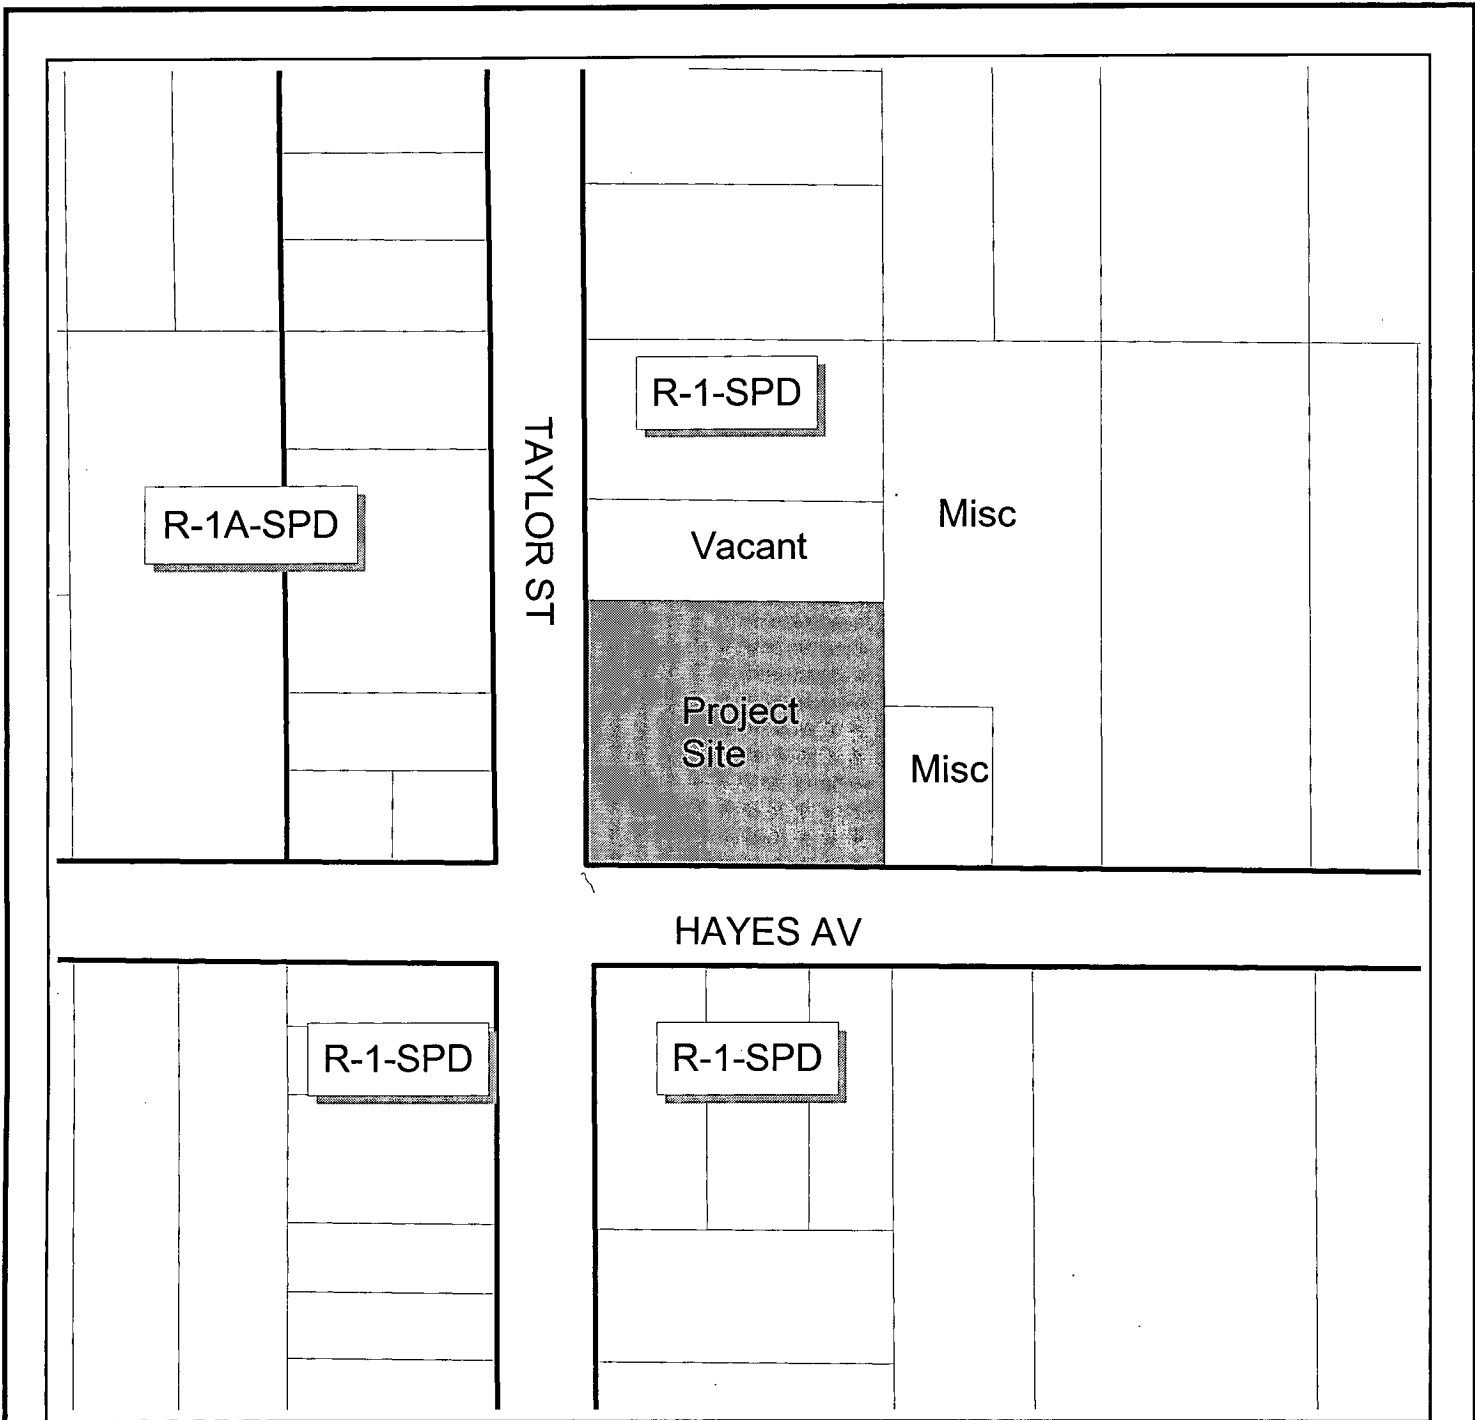 R-1-SPD
R-1A-SPD
TAYLOR ST
Misc
Vacant
Project
Site
Misc
HAYES AV
R-1-SPD
R-1-SPD